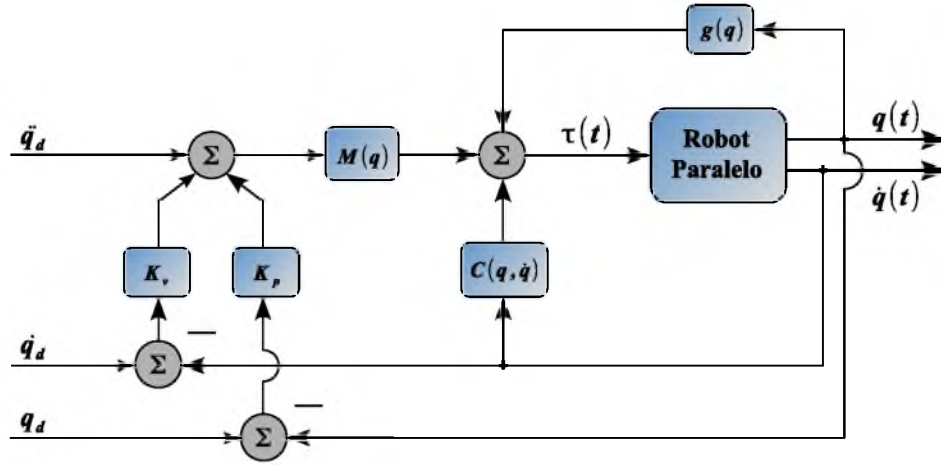 g(q)
q̈_d
Σ
M(q)
Σ
τ(t)
Robot
Paralelo
q(t)
q̇(t)
K_v
K_p
C(q,q̇)
—
q̇_d
Σ
—
q_d
Σ